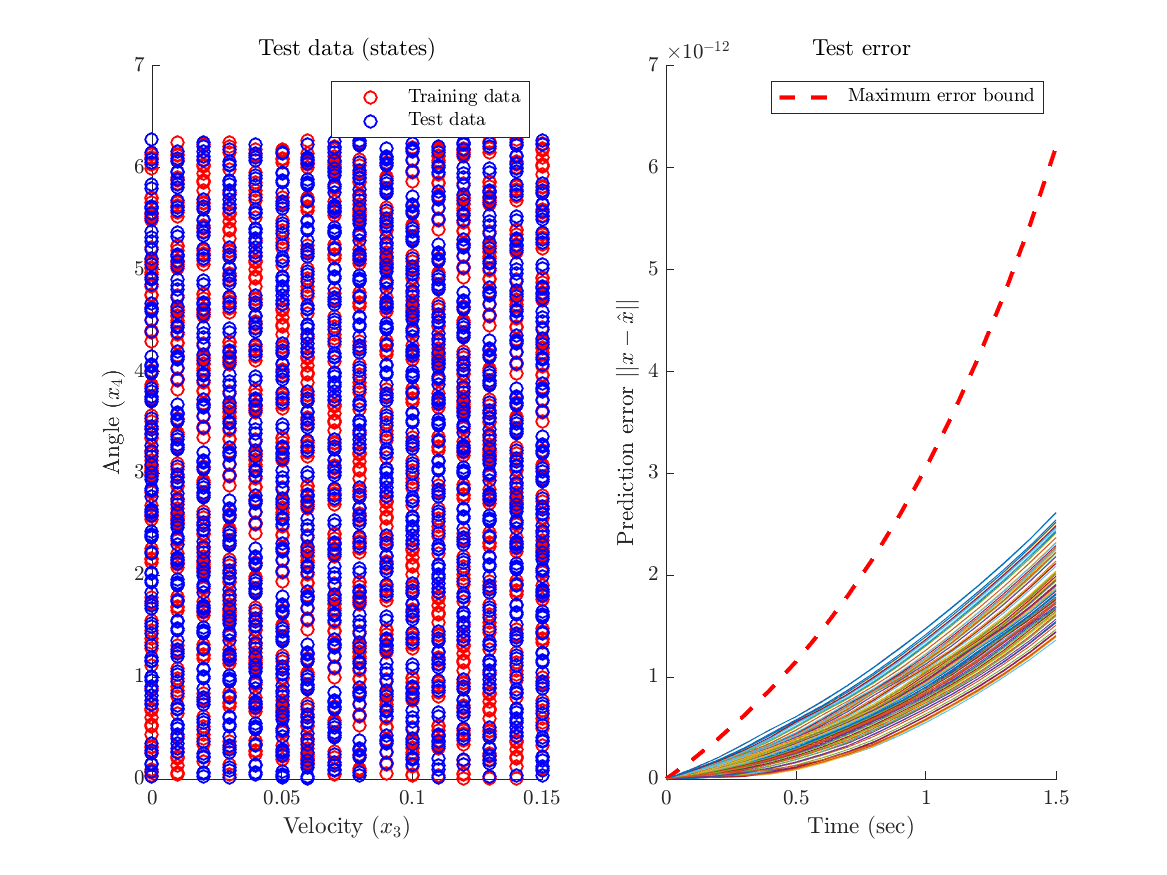 Test data (states)
Training data
Test data
7
6
5
4
3
2
1
0
0 0.05 0.1 0.15
Angle (x₄)
Velocity (x₃)
Test error
×10⁻¹²
Maximum error bound
7
6
5
4
3
2
1
0
0 0.5 1 1.5
Prediction error ||x − x̂||
Time (sec)